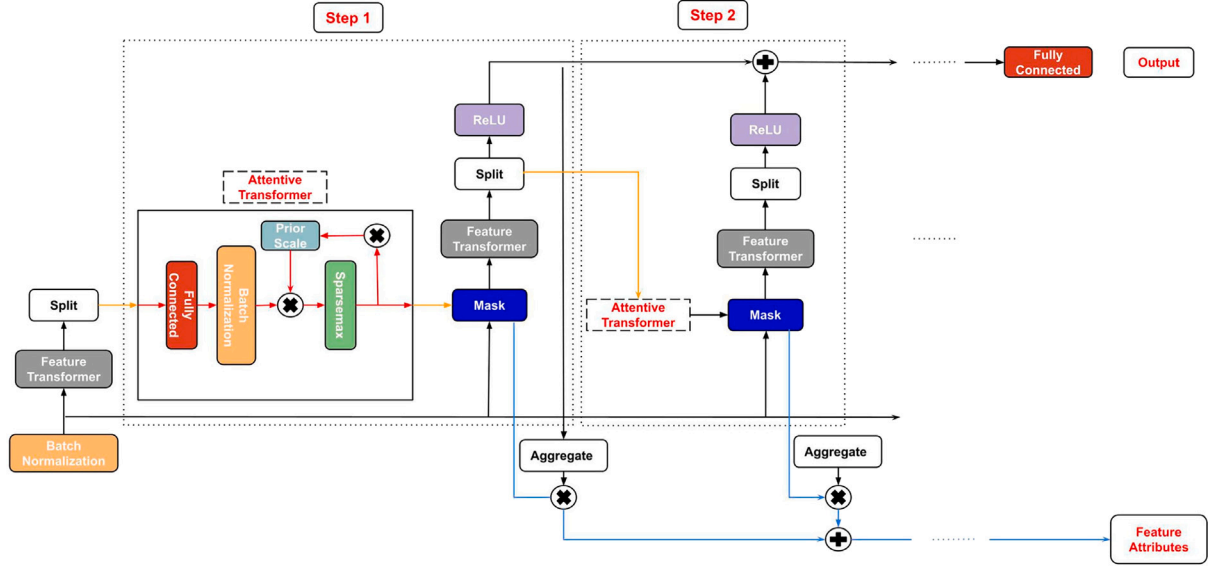 Step 1
Step 2
Fully
Connected
Output
ReLU
ReLU
Split
Split
Attentive
Transformer
Prior
Scale
Feature
Transformer
Feature
Transformer
Fully
Connected
Batch
Normalization
Sparsemax
Split
Mask
Attentive
Transformer
Mask
Feature
Transformer
Batch
Normalization
Aggregate
Aggregate
Feature
Attributes